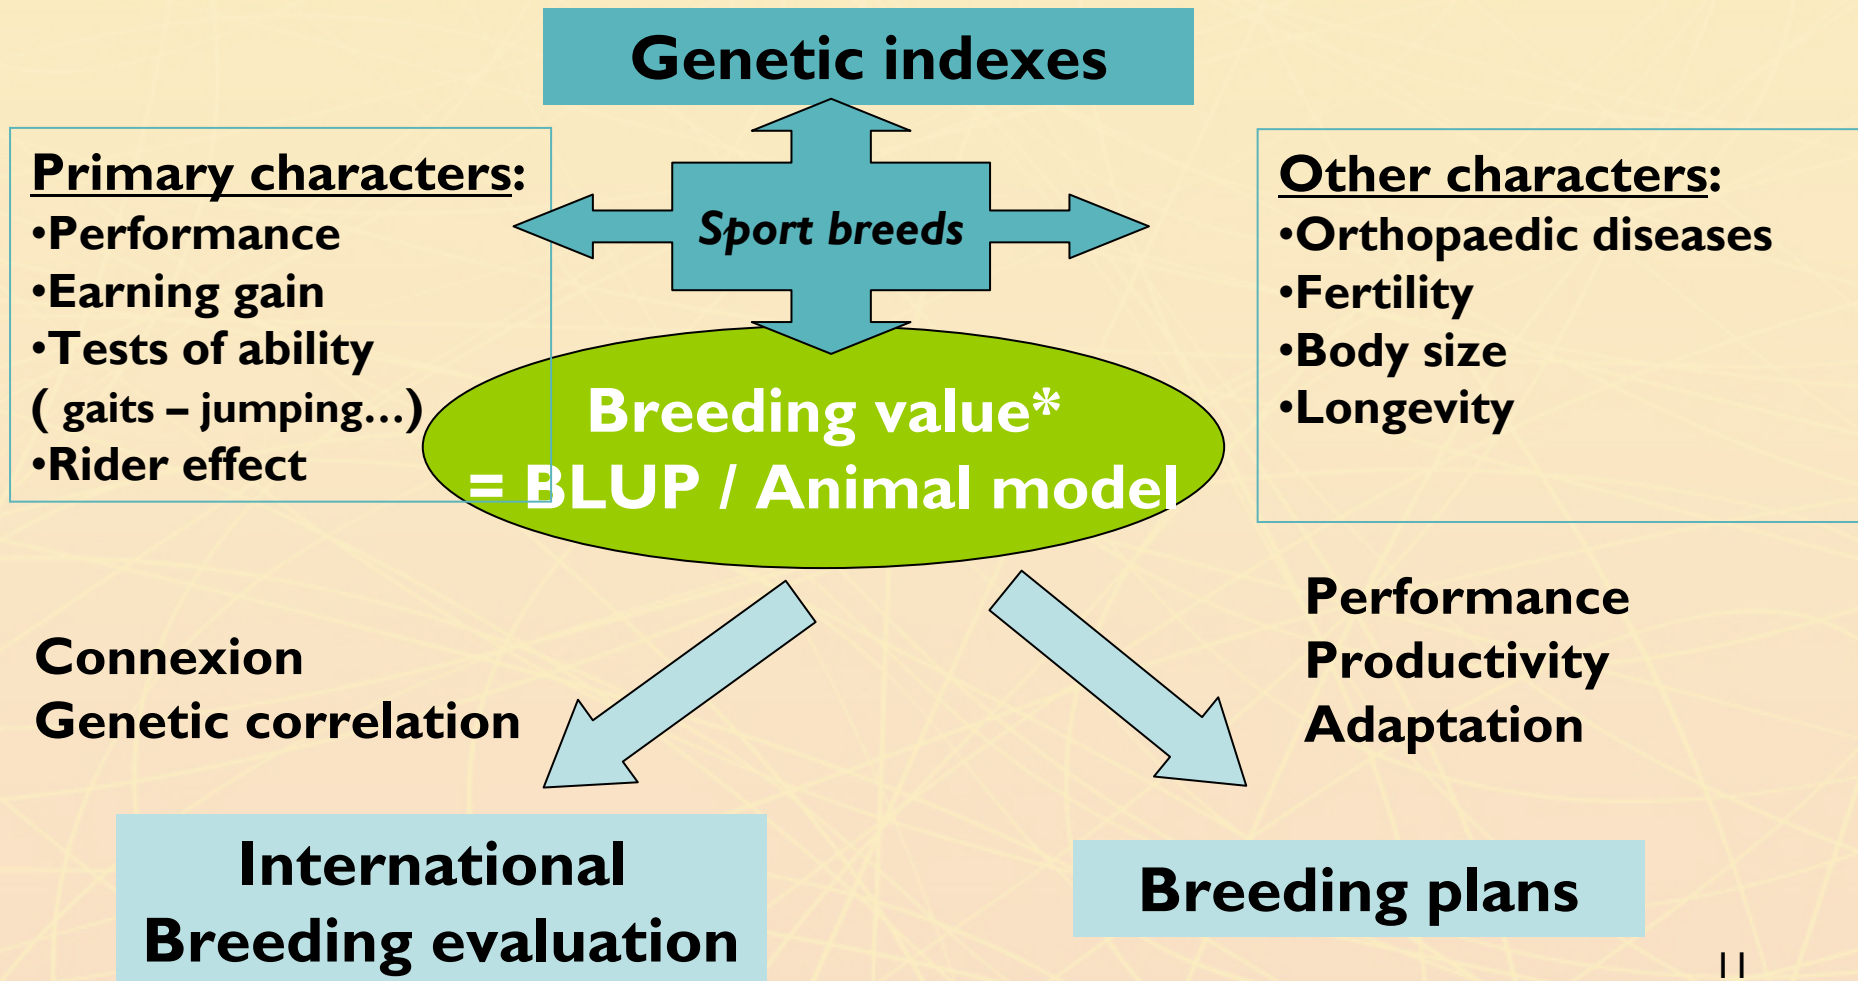 Genetic indexes
Primary characters:
•Performance
•Earning gain
•Tests of ability
( gaits – jumping...)
•Rider effect
Sport breeds
Other characters:
•Orthopaedic diseases
•Fertility
•Body size
•Longevity
Breeding value*
= BLUP / Animal model
Connexion
Genetic correlation
Performance
Productivity
Adaptation
International
Breeding evaluation
Breeding plans
11